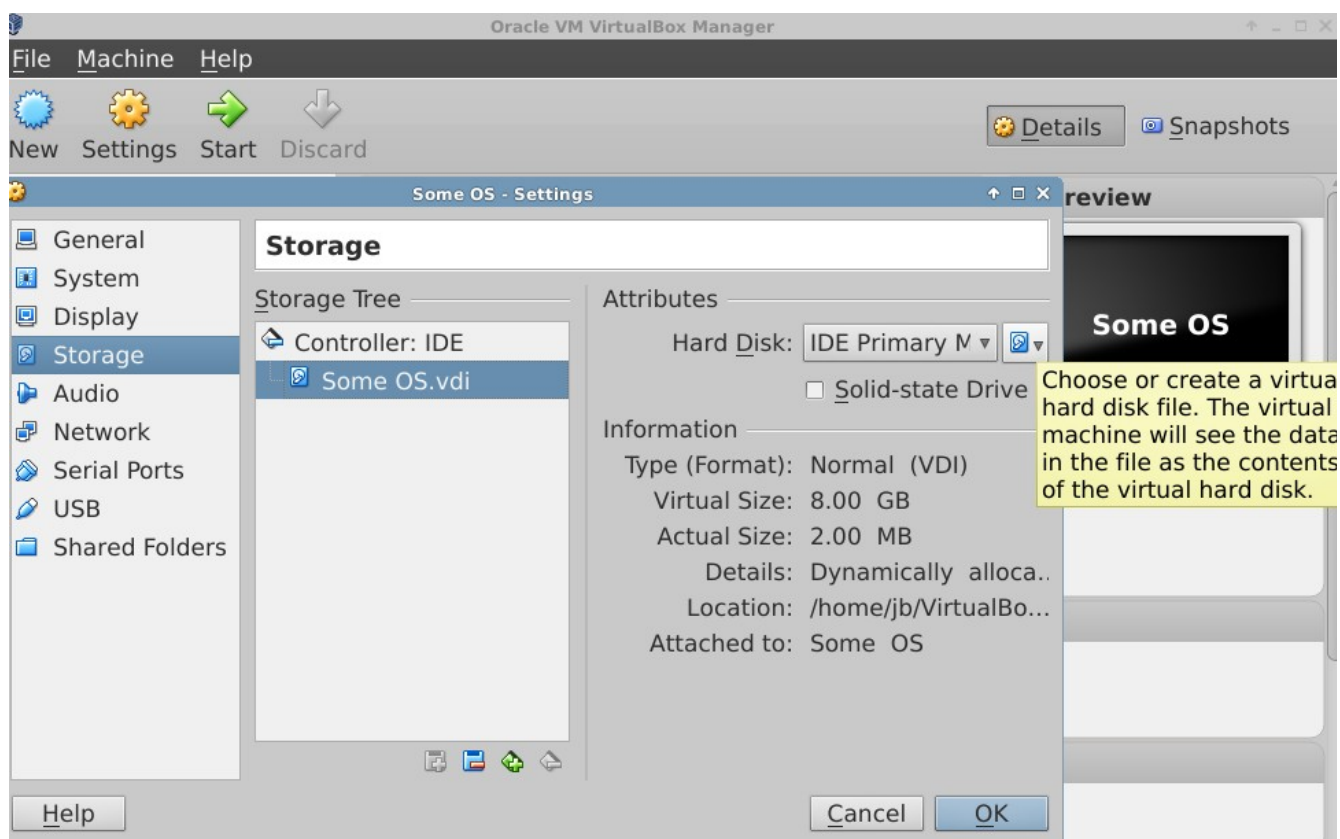 Oracle VM VirtualBox Manager
File Machine Help
New Settings Start Discard
Details Snapshots
Some OS - Settings
review
General
System
Display
Storage
Audio
Network
Serial Ports
USB
Shared Folders
Storage
Storage Tree
Controller: IDE
Some OS.vdi
Attributes
Hard Disk: IDE Primary M
Solid-state Drive
Information
Type (Format): Normal (VDI)
Virtual Size: 8.00 GB
Actual Size: 2.00 MB
Details: Dynamically alloca..
Location: /home/jb/VirtualBo...
Attached to: Some OS
Some OS
Choose or create a virtua
hard disk file. The virtual
machine will see the data
in the file as the contents
of the virtual hard disk.
Help
Cancel OK